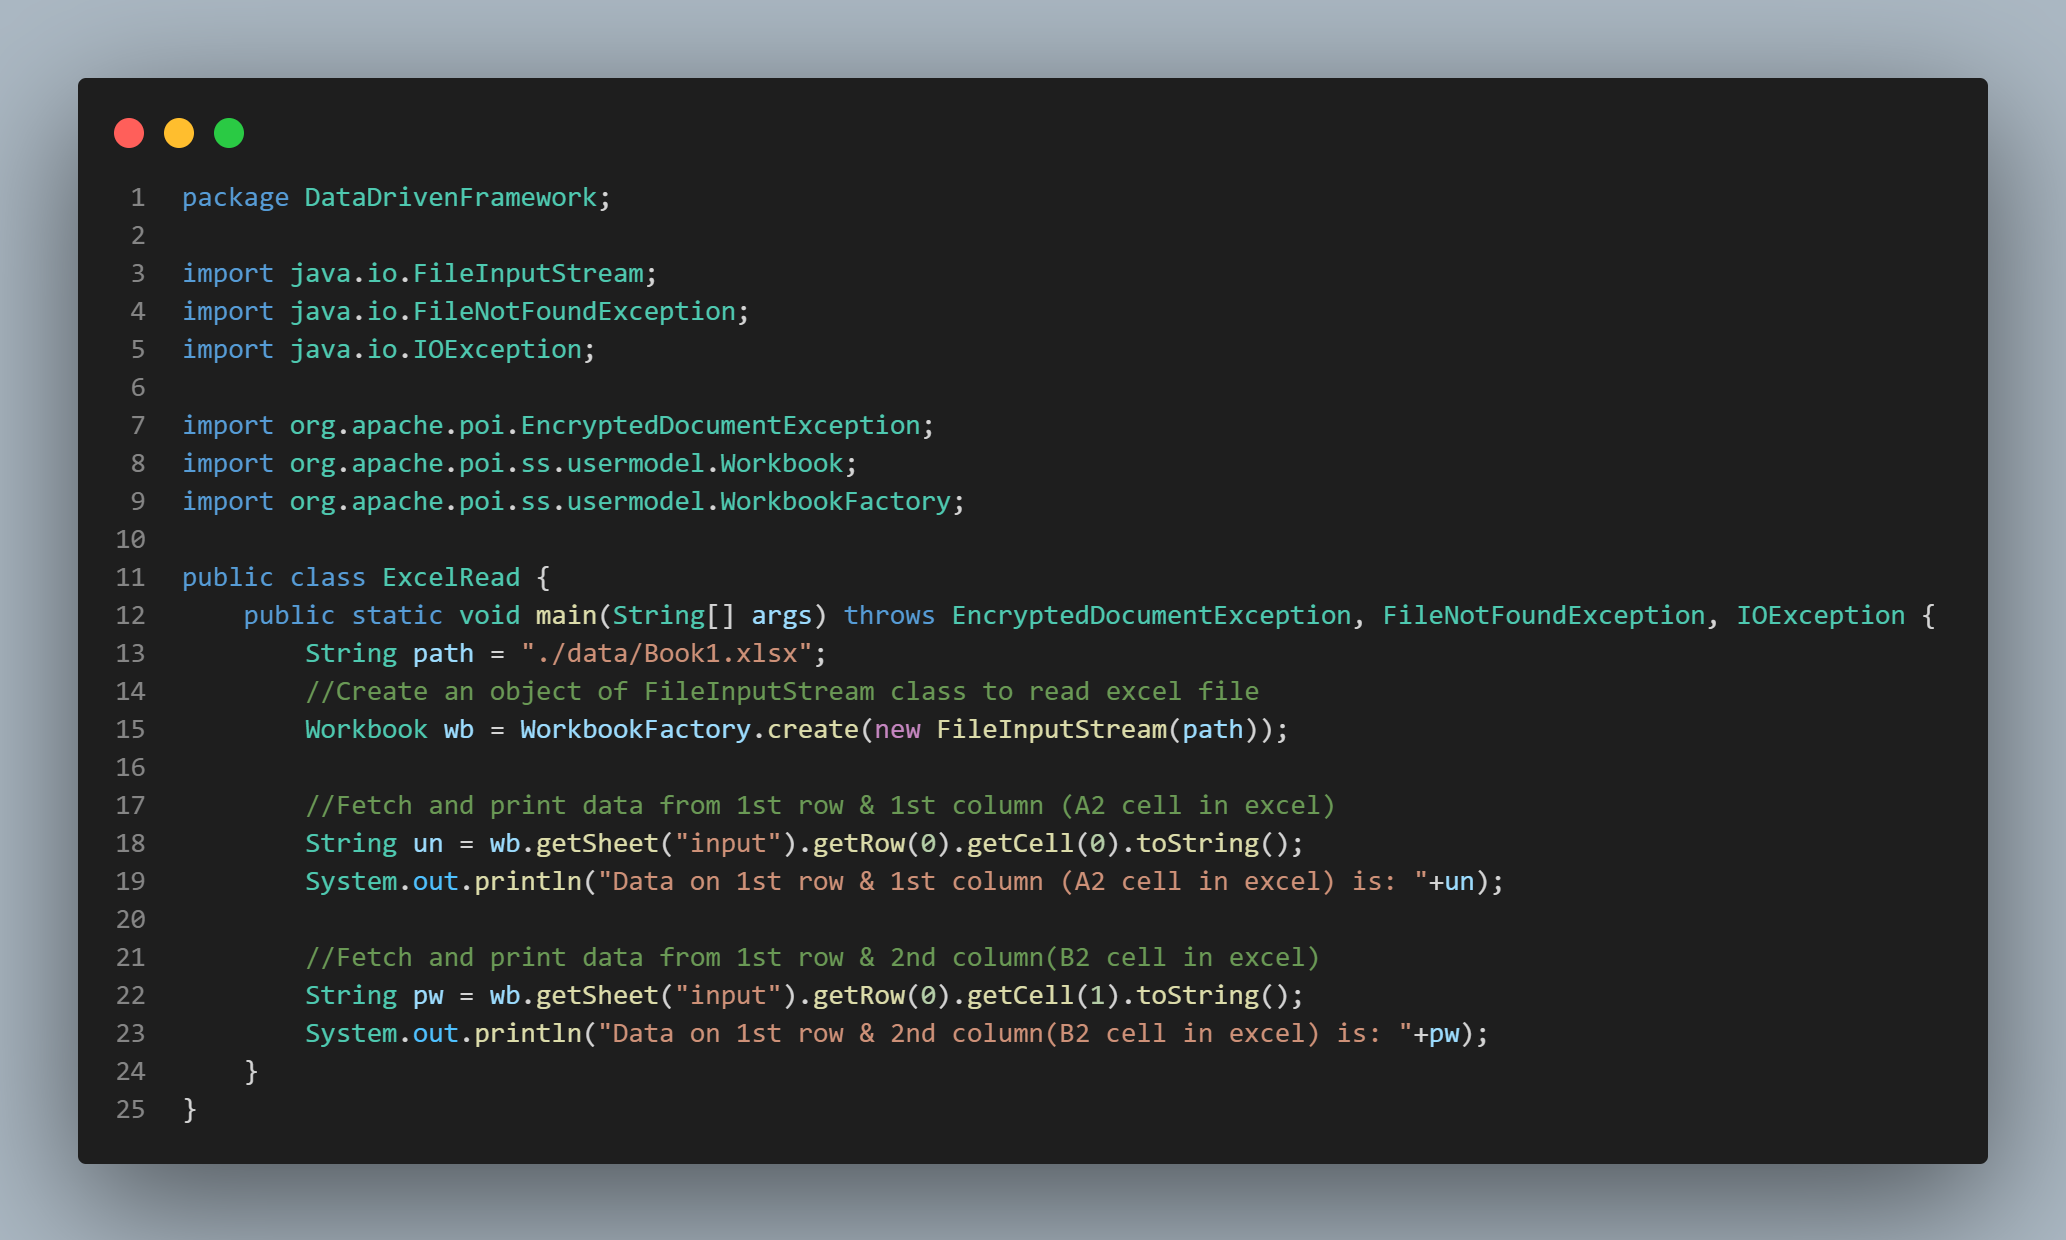 1 package DataDrivenFramework;
2
3 import java.io.FileInputStream;
4 import java.io.FileNotFoundException;
5 import java.io.IOException;
6
7 import org.apache.poi.EncryptedDocumentException;
8 import org.apache.poi.ss.usermodel.Workbook;
9 import org.apache.poi.ss.usermodel.WorkbookFactory;
10
11 public class ExcelRead {
12     public static void main(String[] args) throws EncryptedDocumentException, FileNotFoundException, IOException {
13         String path = "./data/Book1.xlsx";
14         //Create an object of FileInputStream class to read excel file
15         Workbook wb = WorkbookFactory.create(new FileInputStream(path));
16
17         //Fetch and print data from 1st row & 1st column (A2 cell in excel)
18         String un = wb.getSheet("input").getRow(0).getCell(0).toString();
19         System.out.println("Data on 1st row & 1st column (A2 cell in excel) is: "+un);
20
21         //Fetch and print data from 1st row & 2nd column(B2 cell in excel)
22         String pw = wb.getSheet("input").getRow(0).getCell(1).toString();
23         System.out.println("Data on 1st row & 2nd column(B2 cell in excel) is: "+pw);
24     }
25 }